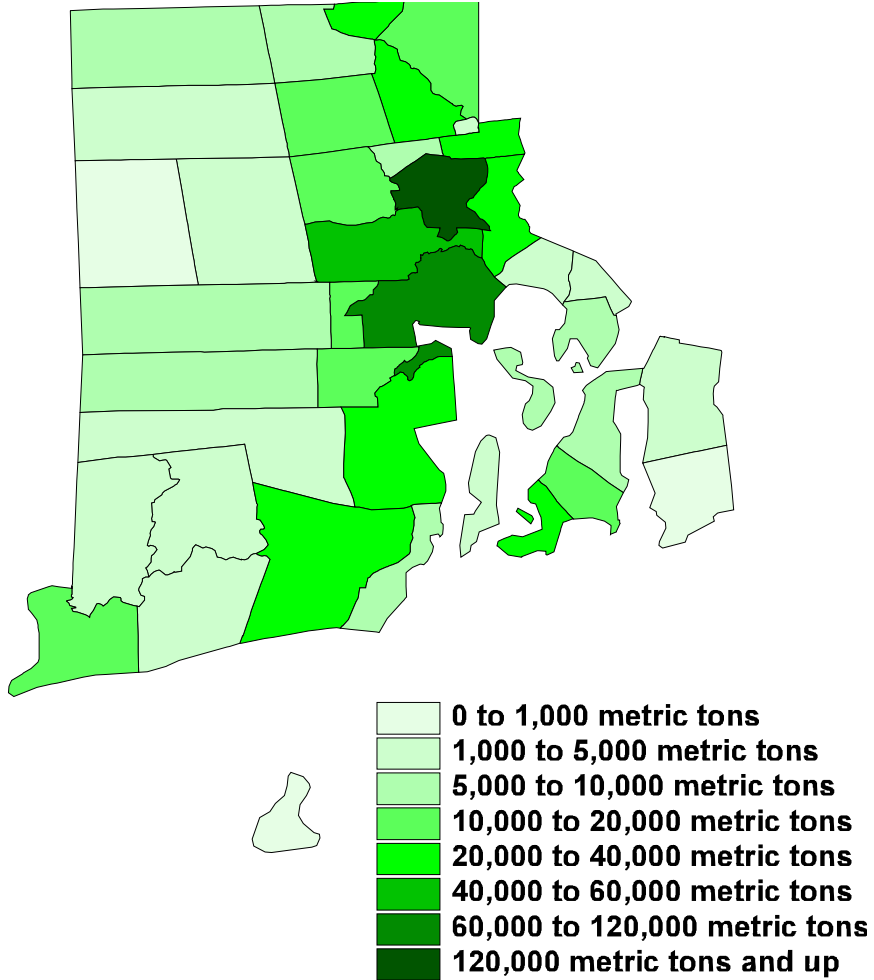 0 to 1,000 metric tons
1,000 to 5,000 metric tons
5,000 to 10,000 metric tons
10,000 to 20,000 metric tons
20,000 to 40,000 metric tons
40,000 to 60,000 metric tons
60,000 to 120,000 metric tons
120,000 metric tons and up